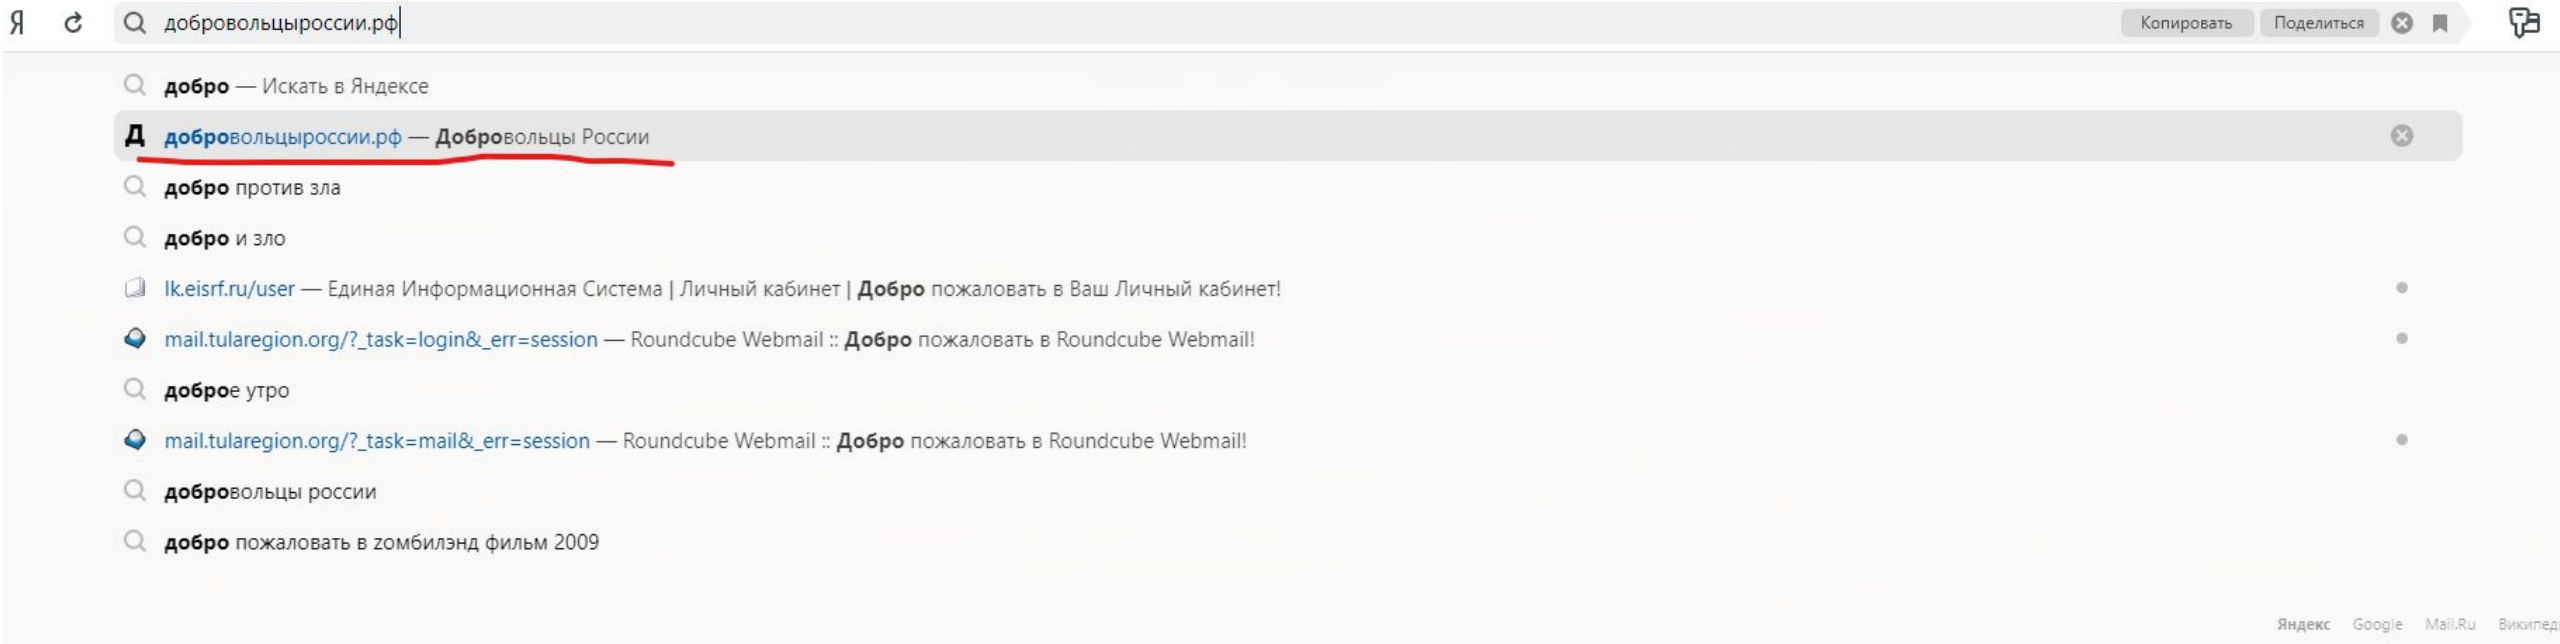 Я добровольцыроссии.рф Копировать Поделиться
добро — Искать в Яндексе
Д добровольцыроссии.рф — Добровольцы России
добро против зла
добро и зло
lk.eisrf.ru/user — Единая Информационная Система | Личный кабинет | Добро пожаловать в Ваш Личный кабинет!
mail.tularegion.org/?_task=login&_err=session — Roundcube Webmail :: Добро пожаловать в Roundcube Webmail!
доброе утро
mail.tularegion.org/?_task=mail&_err=session — Roundcube Webmail :: Добро пожаловать в Roundcube Webmail!
добровольцы россии
добро пожаловать в zомбилэнд фильм 2009
Яндекс Google Mail.Ru